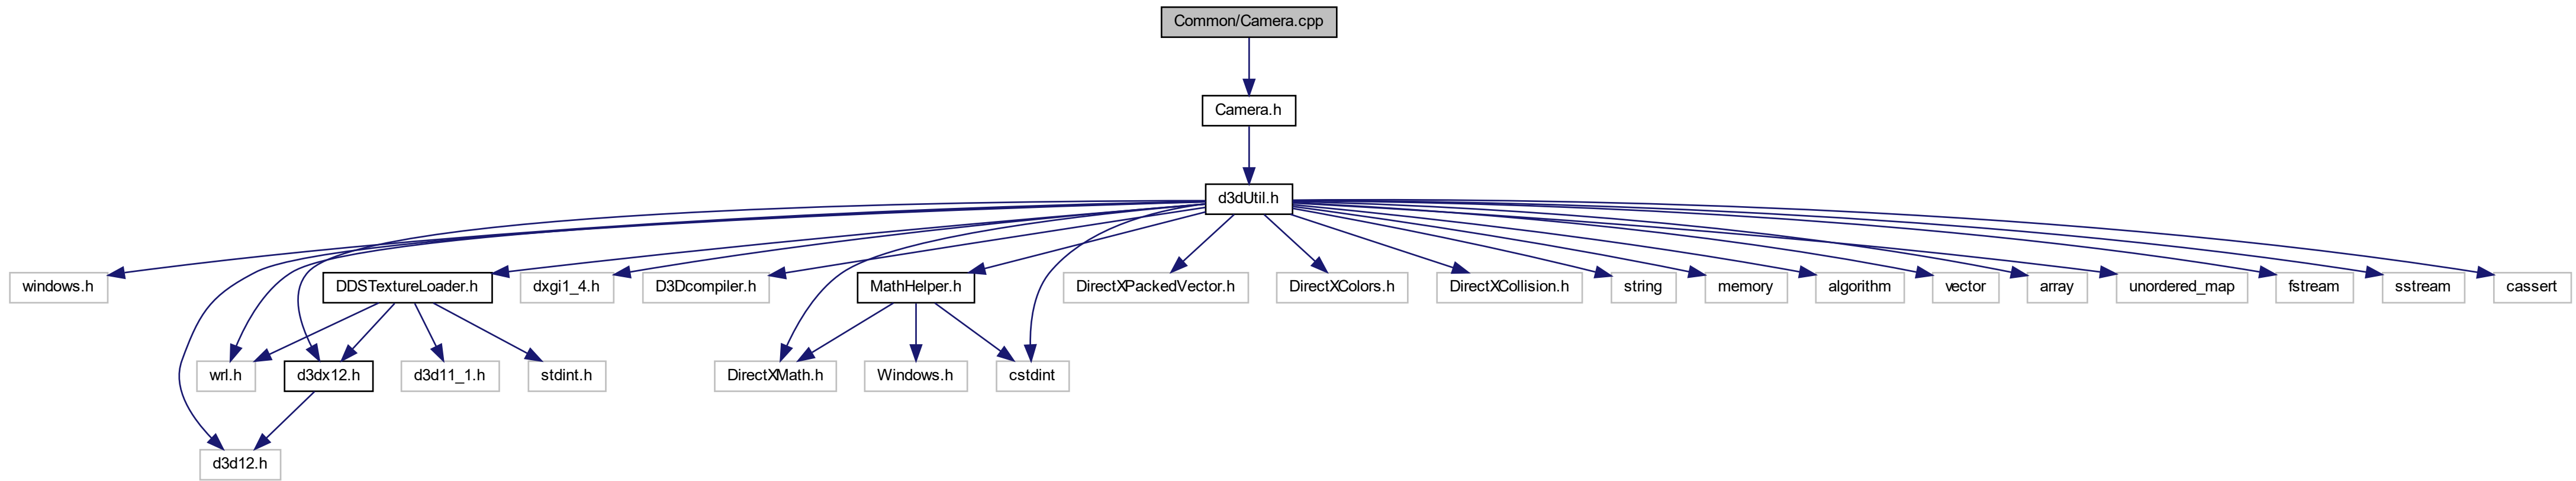 Common/Camera.cpp
Camera.h
d3dUtil.h
windows.h
DDSTextureLoader.h
dxgi1_4.h
D3Dcompiler.h
MathHelper.h
DirectXPackedVector.h
DirectXColors.h
DirectXCollision.h
string
memory
algorithm
vector
array
unordered_map
fstream
sstream
cassert
wrl.h
d3dx12.h
d3d11_1.h
stdint.h
DirectXMath.h
Windows.h
cstdint
d3d12.h